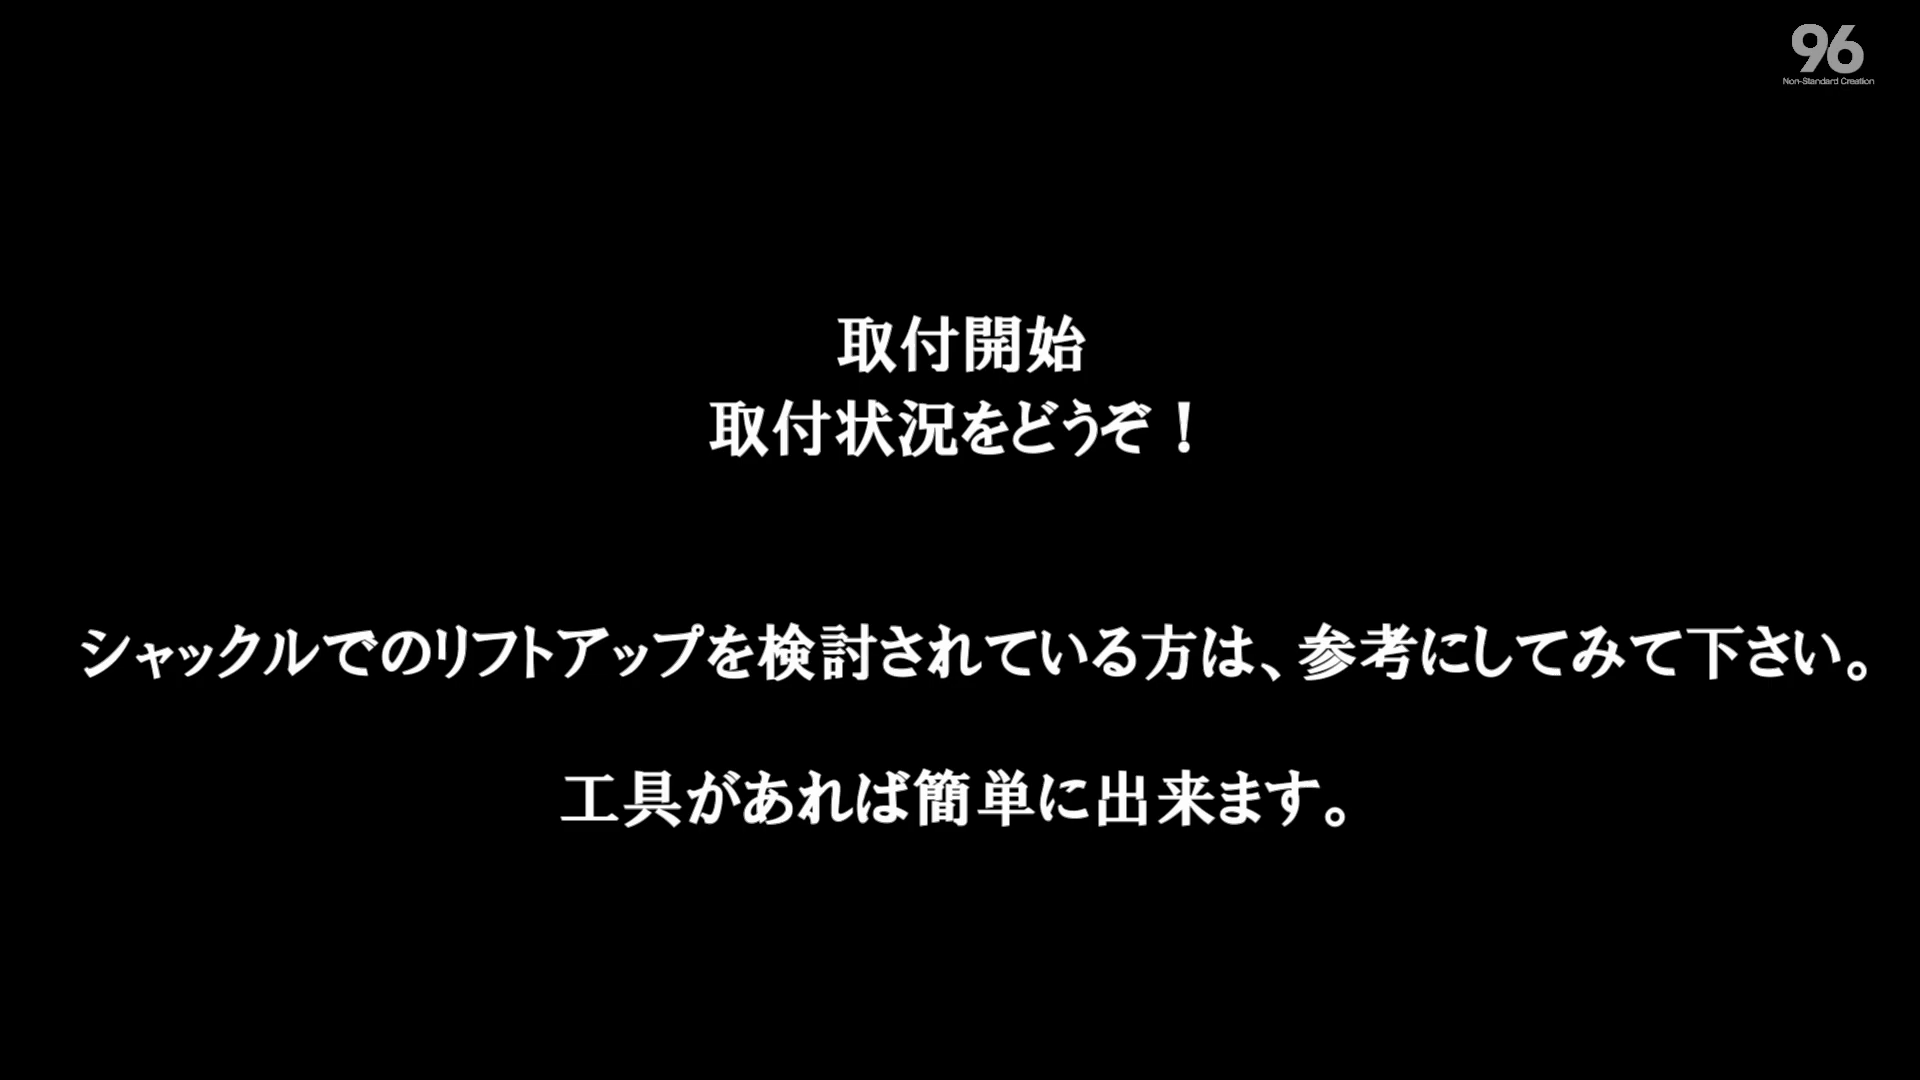 96
Non-Standard Creation
取付開始
取付状況をどうぞ！
シャックルでのリフトアップを検討されている方は、参考にしてみて下さい。
工具があれば簡単に出来ます。